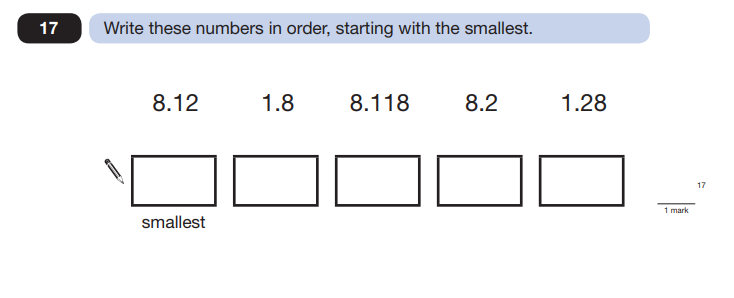 17 Write these numbers in order, starting with the smallest.
8.12 1.8 8.118 8.2 1.28
smallest
17
1 mark